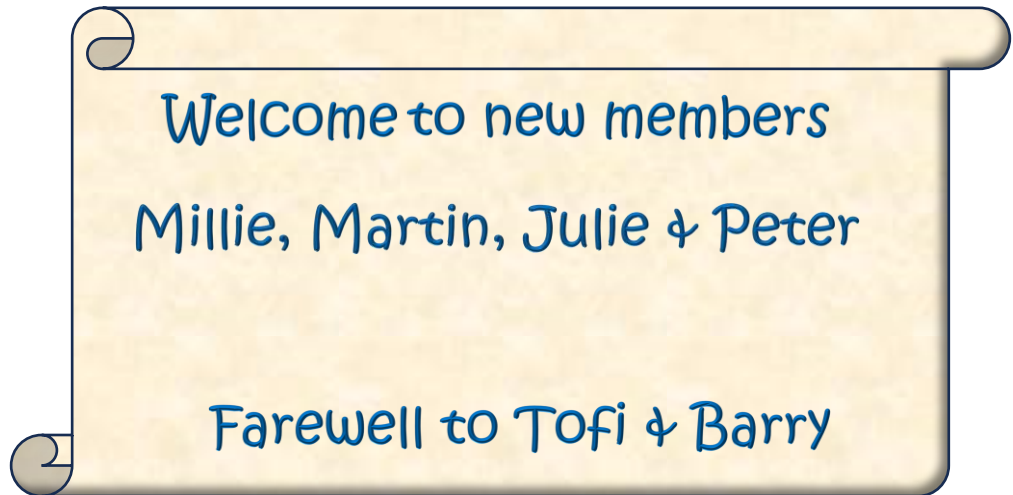 Welcome to new members
Millie, Martin, Julie & Peter
Farewell to Tofi & Barry